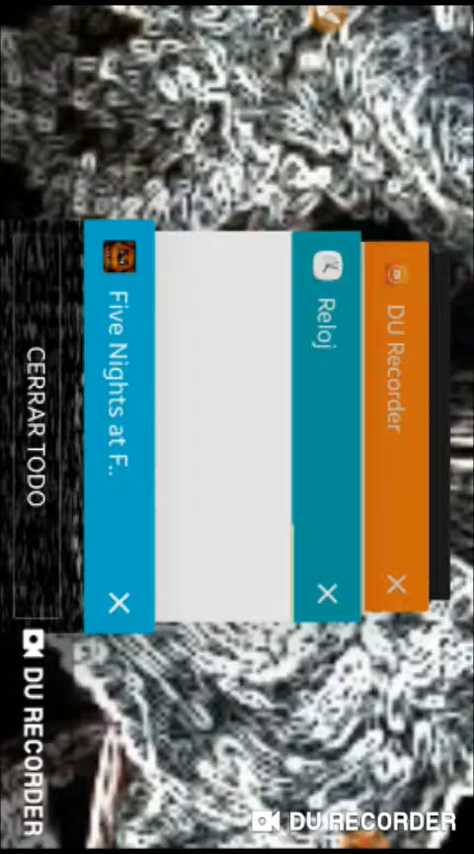 DU Recorder
Reloj
Five Nights at F..
CERRAR TODO
DU RECORDER
DU RECORDER